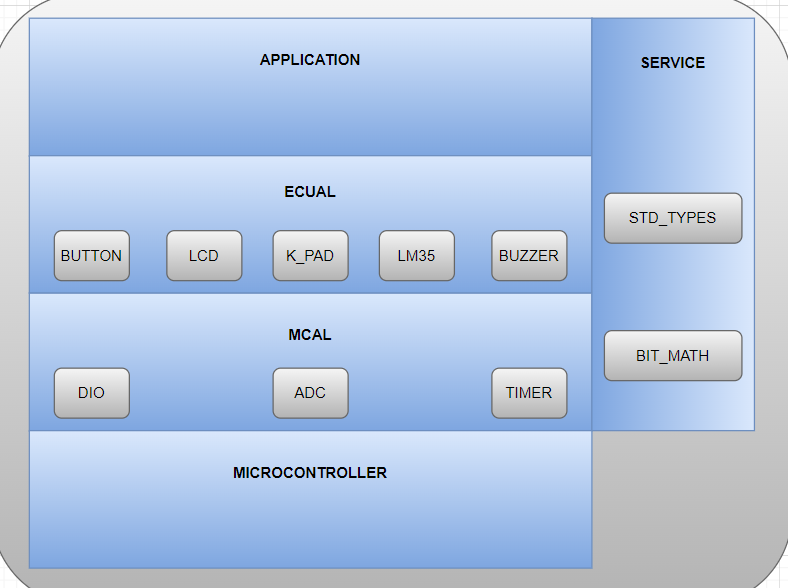 APPLICATION
SERVICE
ECUAL
STD_TYPES
BUTTON
LCD
K_PAD
LM35
BUZZER
MCAL
BIT_MATH
DIO
ADC
TIMER
MICROCONTROLLER